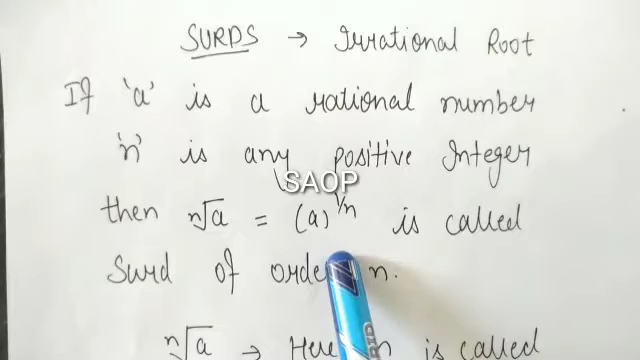 SURDS → Irrational Root
If 'a' is a rational number
'n' is any positive Integer
SAOP
then ⁿ√a = (a)^1/n is called
Surd of order n.
ⁿ√a → Here n is called
RID